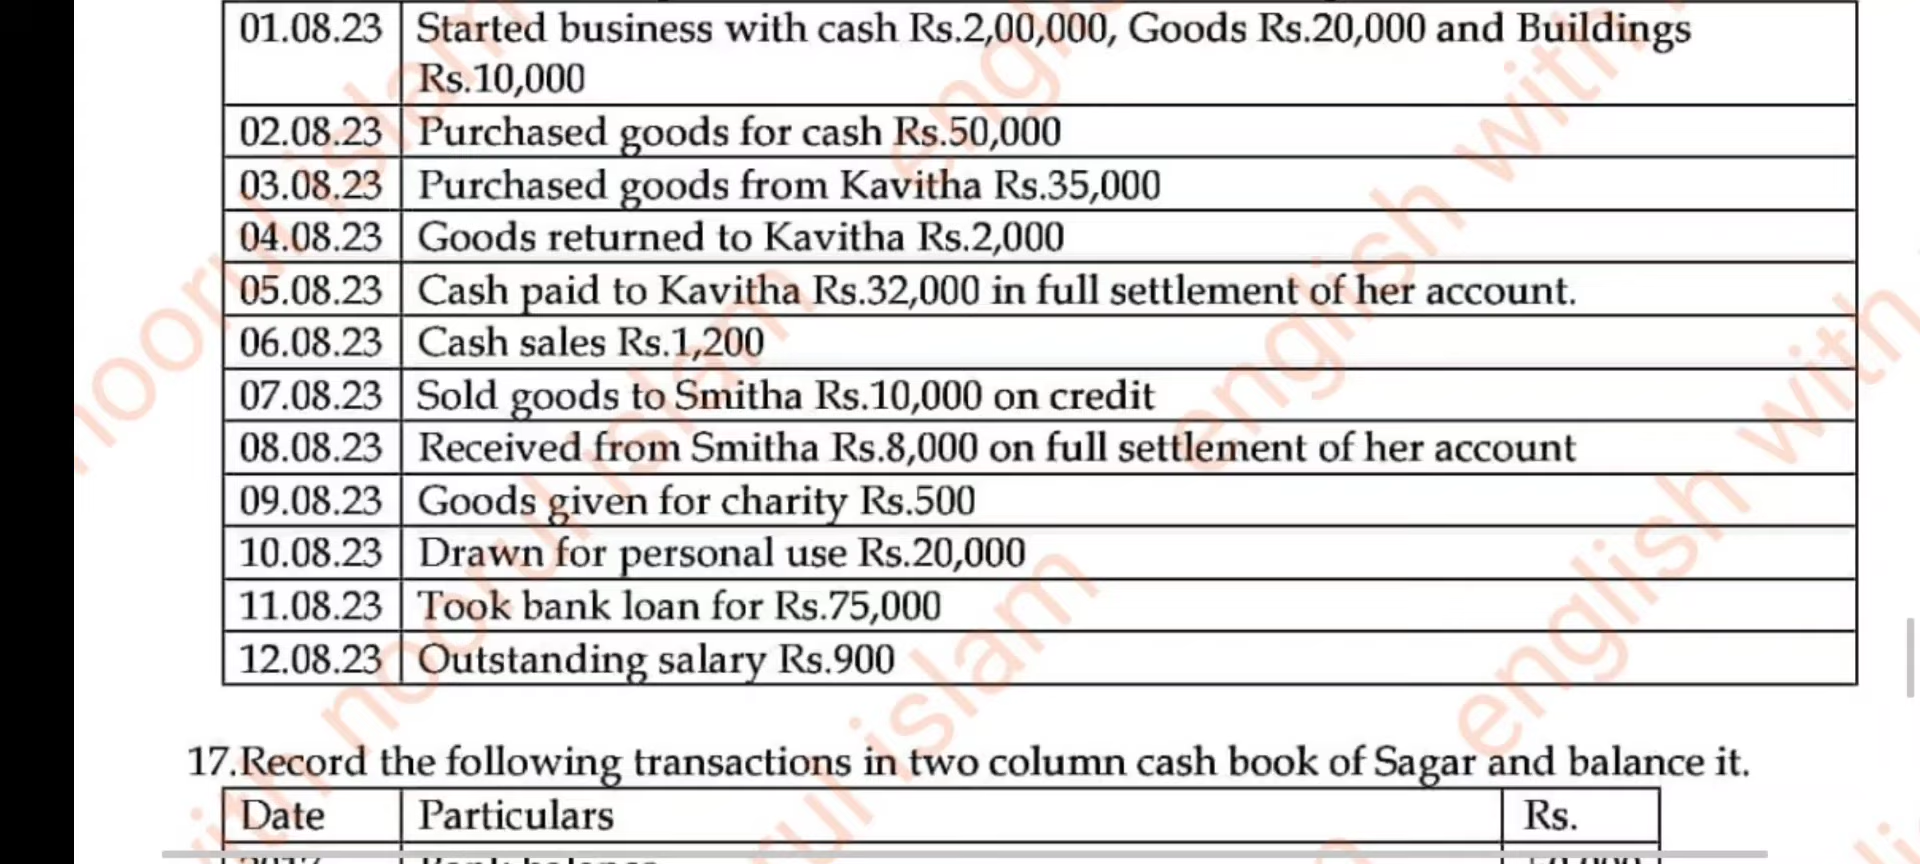 01.08.23 Started business with cash Rs.2,00,000, Goods Rs.20,000 and Buildings
Rs.10,000
02.08.23 Purchased goods for cash Rs.50,000
03.08.23 Purchased goods from Kavitha Rs.35,000
04.08.23 Goods returned to Kavitha Rs.2,000
05.08.23 Cash paid to Kavitha Rs.32,000 in full settlement of her account.
06.08.23 Cash sales Rs.1,200
07.08.23 Sold goods to Smitha Rs.10,000 on credit
08.08.23 Received from Smitha Rs.8,000 on full settlement of her account
09.08.23 Goods given for charity Rs.500
10.08.23 Drawn for personal use Rs.20,000
11.08.23 Took bank loan for Rs.75,000
12.08.23 Outstanding salary Rs.900
17.Record the following transactions in two column cash book of Sagar and balance it.
Date Particulars Rs.
english with noorul islam